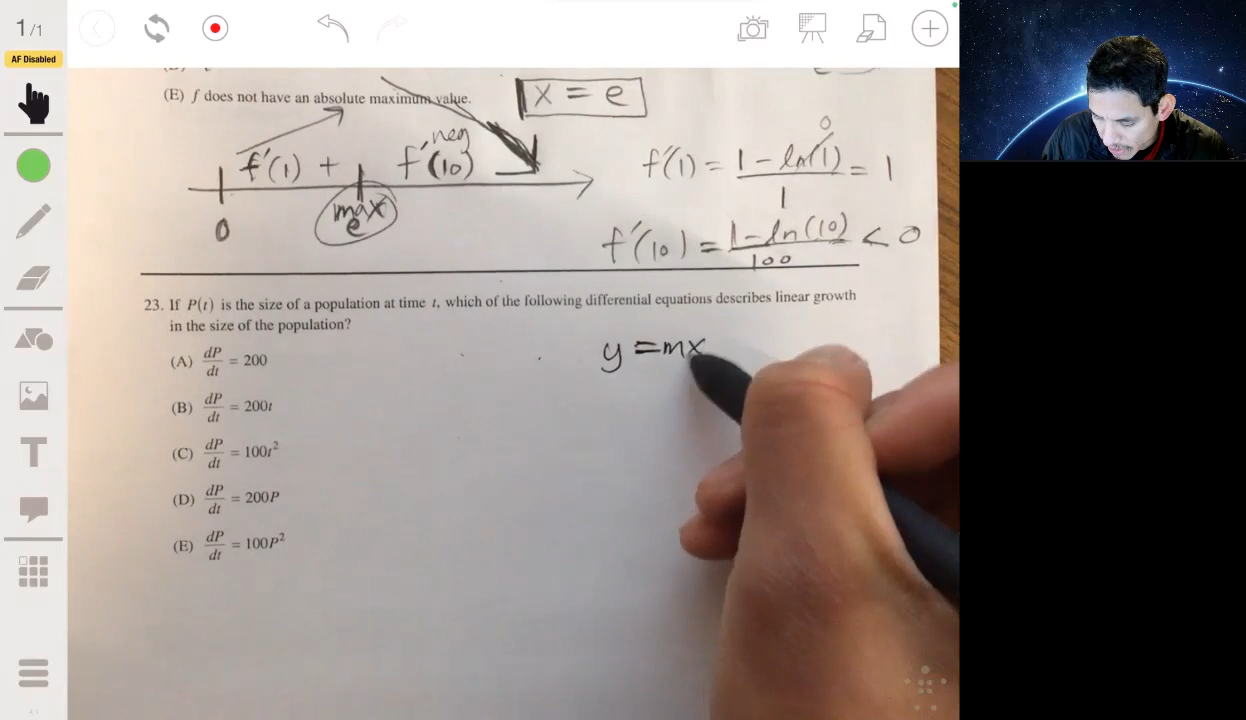 1/1
AF Disabled
(E) f does not have an absolute maximum value.
x = e
f'(1) +
f'(10)
neg
max
e
0
f'(1) = 1 - ln(1) / 1 = 1
0
f'(10) = 1 - ln(10) / 100 < 0
23. If P(t) is the size of a population at time t, which of the following differential equations describes linear growth
in the size of the population?
(A) dP/dt = 200
(B) dP/dt = 200t
(C) dP/dt = 100t²
(D) dP/dt = 200P
(E) dP/dt = 100P²
y = mx
T